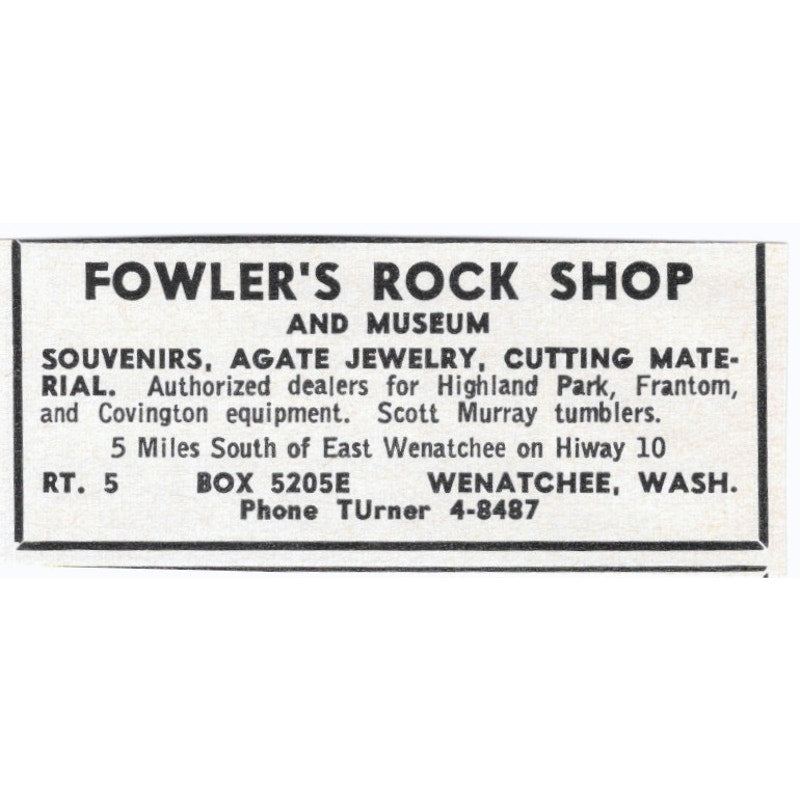 FOWLER'S ROCK SHOP
AND MUSEUM
SOUVENIRS, AGATE JEWELRY, CUTTING MATE-
RIAL. Authorized dealers for Highland Park, Frantom,
and Covington equipment. Scott Murray tumblers.
5 Miles South of East Wenatchee on Hiway 10
RT. 5 BOX 5205E WENATCHEE, WASH.
Phone TUrner 4-8487